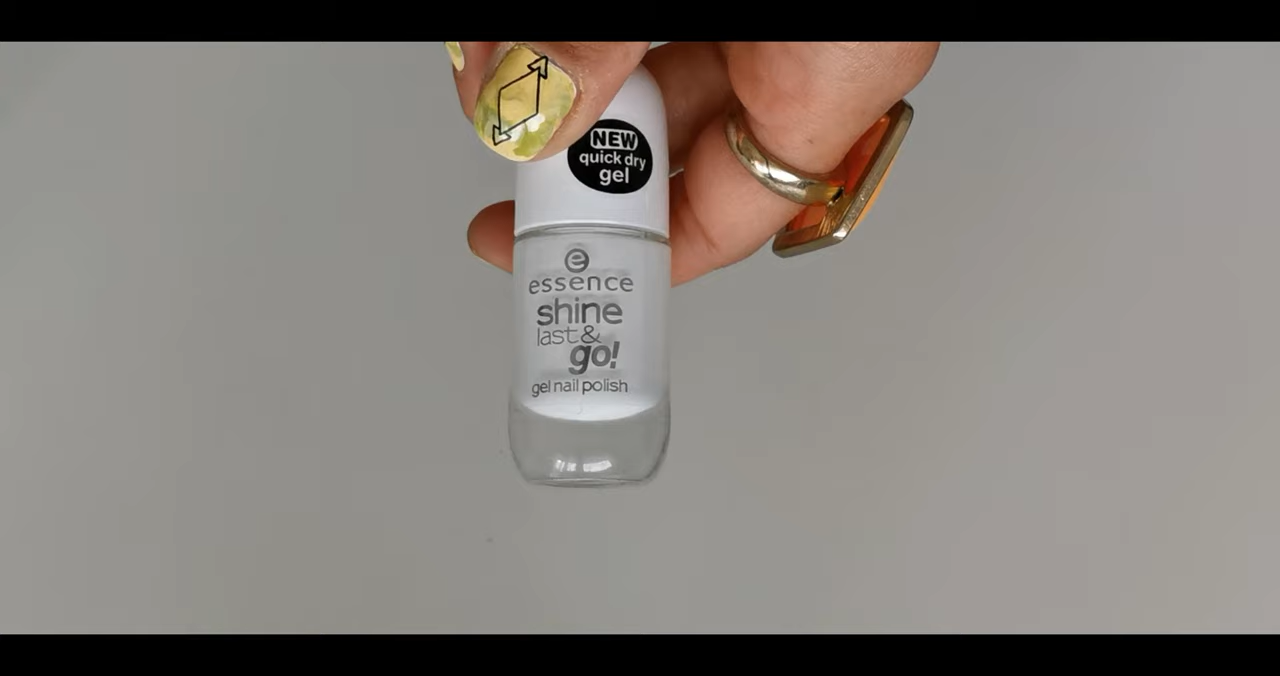 NEW
quick dry
gel
e
essence
shine
last &
go!
gel nail polish